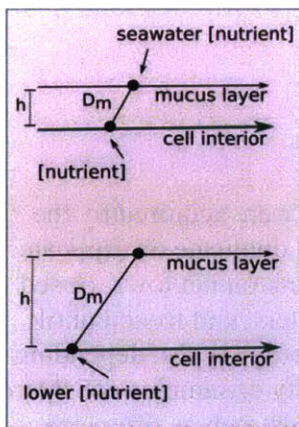 seawater [nutrient]
h
Dm
mucus layer
cell interior
[nutrient]
mucus layer
h
Dm
cell interior
lower [nutrient]